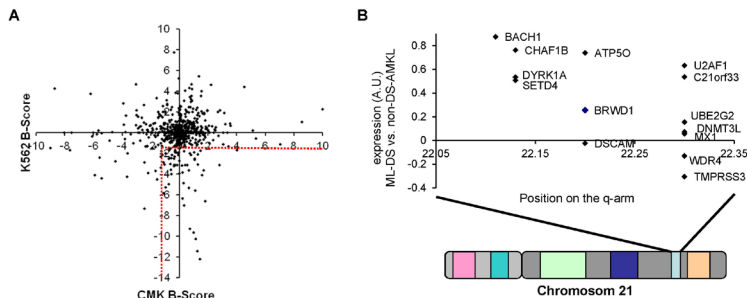 A
10
8
6
4
2
0
-10 -8 -6 -4 -2 0 2 4 6 8 10
-2
-4
-6
-8
-10
-12
-14
K562 B-Score
CMK B-Score
B
expression (A.U.)
ML-DS vs. non-DS-AMKL
0.8
0.6
0.4
0.2
0
-0.2
-0.4
22.05 22.15 22.25 22.35
BACH1
CHAF1B
ATP5O
DYRK1A
SETD4
U2AF1
C21orf33
BRWD1
UBE2G2
DNMT3L
MX1
DSCAM
WDR4
TMPRSS3
Position on the q-arm
Chromosom 21